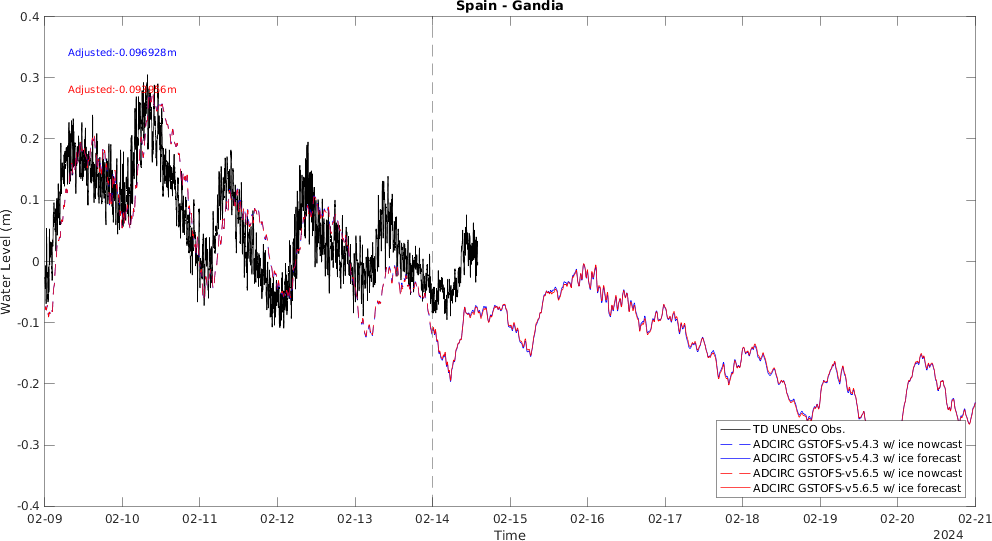 Spain - Gandia
0.4
0.3
0.2
0.1
0
-0.1
-0.2
-0.3
-0.4
Water Level (m)
Adjusted:-0.096928m
TD UNESCO Obs.
ADCIRC GSTOFS-v5.4.3 w/ ice nowcast
ADCIRC GSTOFS-v5.4.3 w/ ice forecast
ADCIRC GSTOFS-v5.6.5 w/ ice nowcast
ADCIRC GSTOFS-v5.6.5 w/ ice forecast
02-09 02-10 02-11 02-12 02-13 02-14 02-15 02-16 02-17 02-18 02-19 02-20 02-21
Time
2024